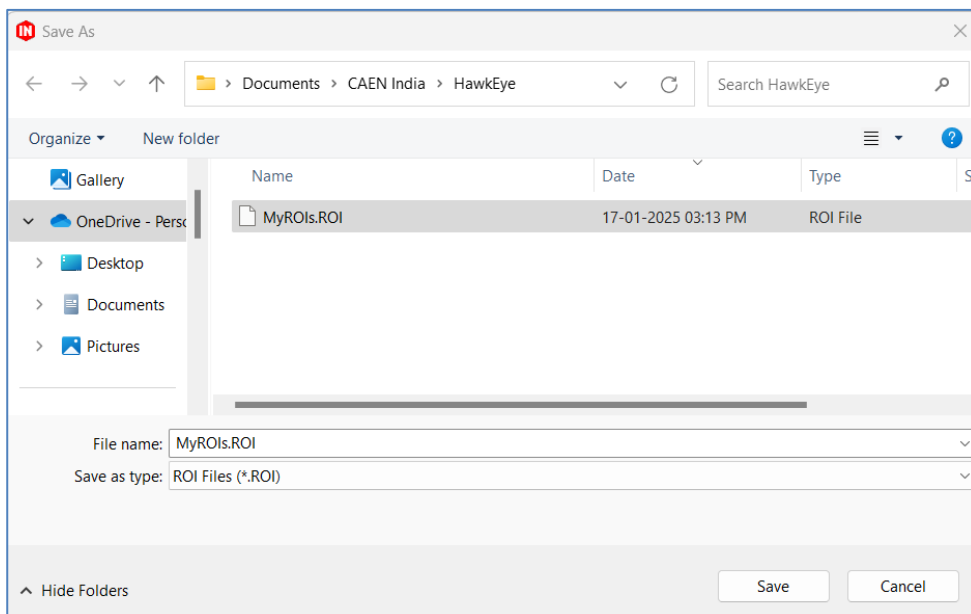 IN Save As
Documents > CAEN India > HawkEye
Search HawkEye
Organize
New folder
?
Name
Date
Type
S
Gallery
OneDrive - Perso
MyROIs.ROI
17-01-2025 03:13 PM
ROI File
Desktop
Documents
Pictures
File name: MyROIs.ROI
Save as type: ROI Files (*.ROI)
Hide Folders
Save
Cancel